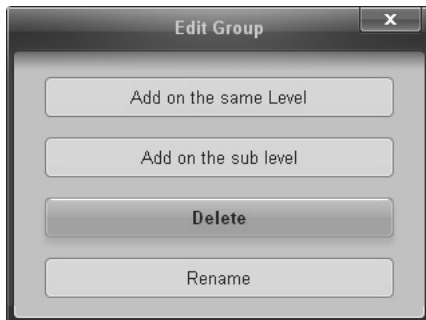 Edit Group
x
Add on the same Level
Add on the sub level
Delete
Rename